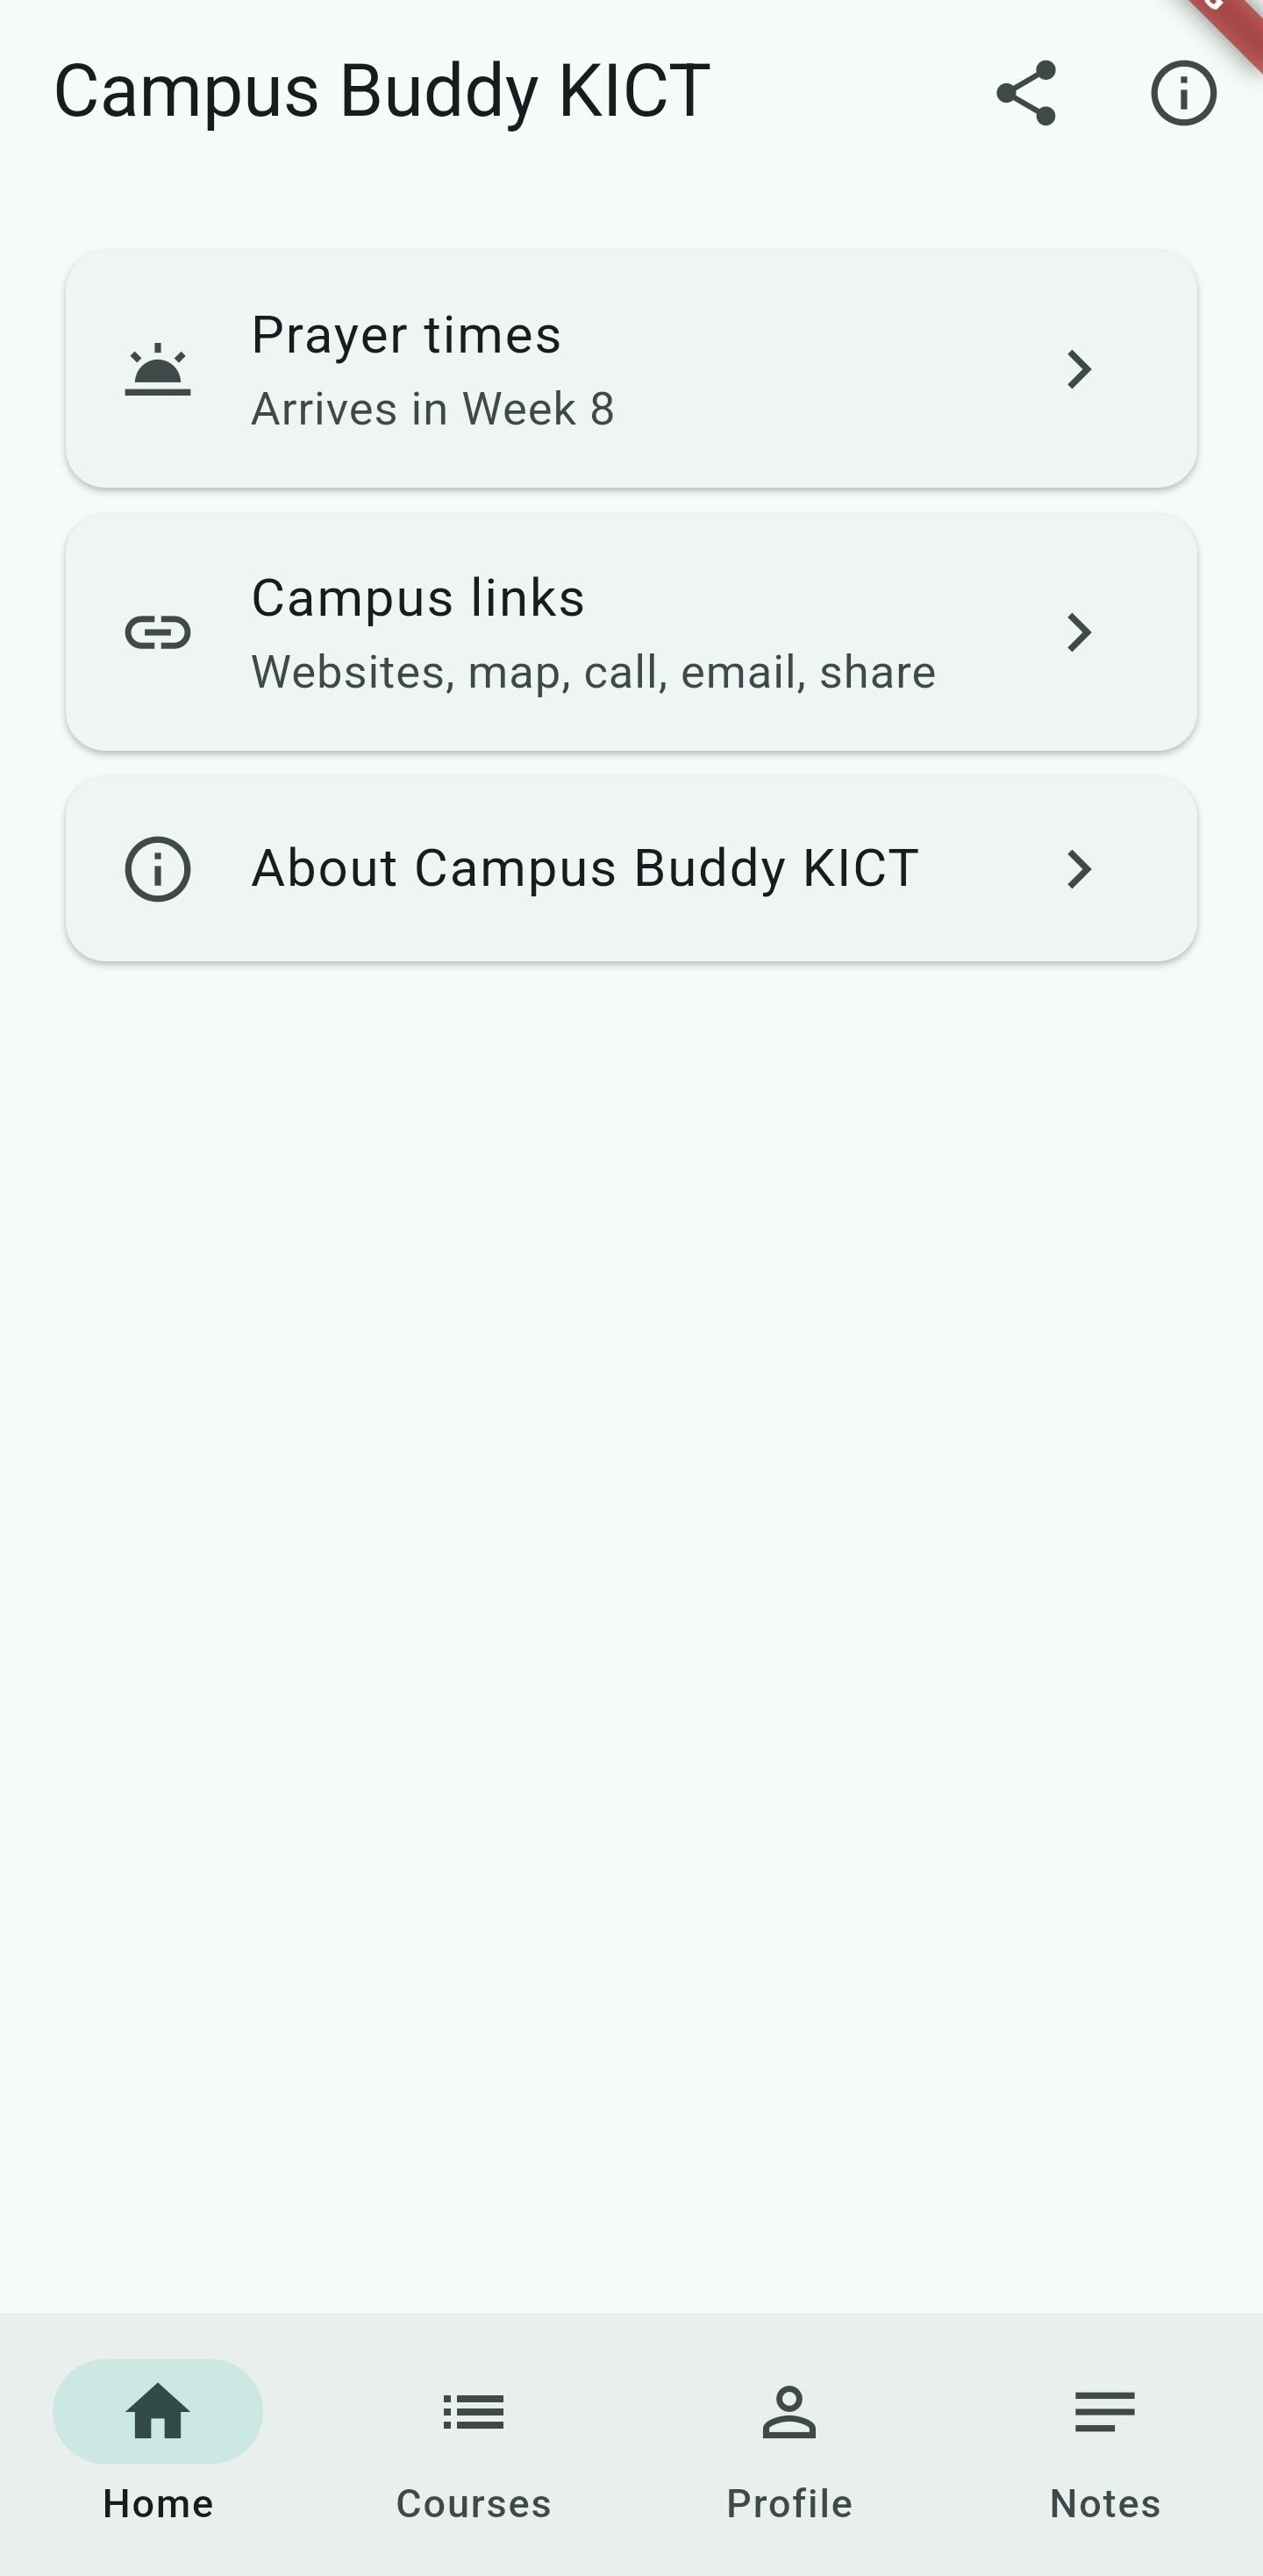 Campus Buddy KICT
Prayer times
Arrives in Week 8
Campus links
Websites, map, call, email, share
About Campus Buddy KICT
Home
Courses
Profile
Notes